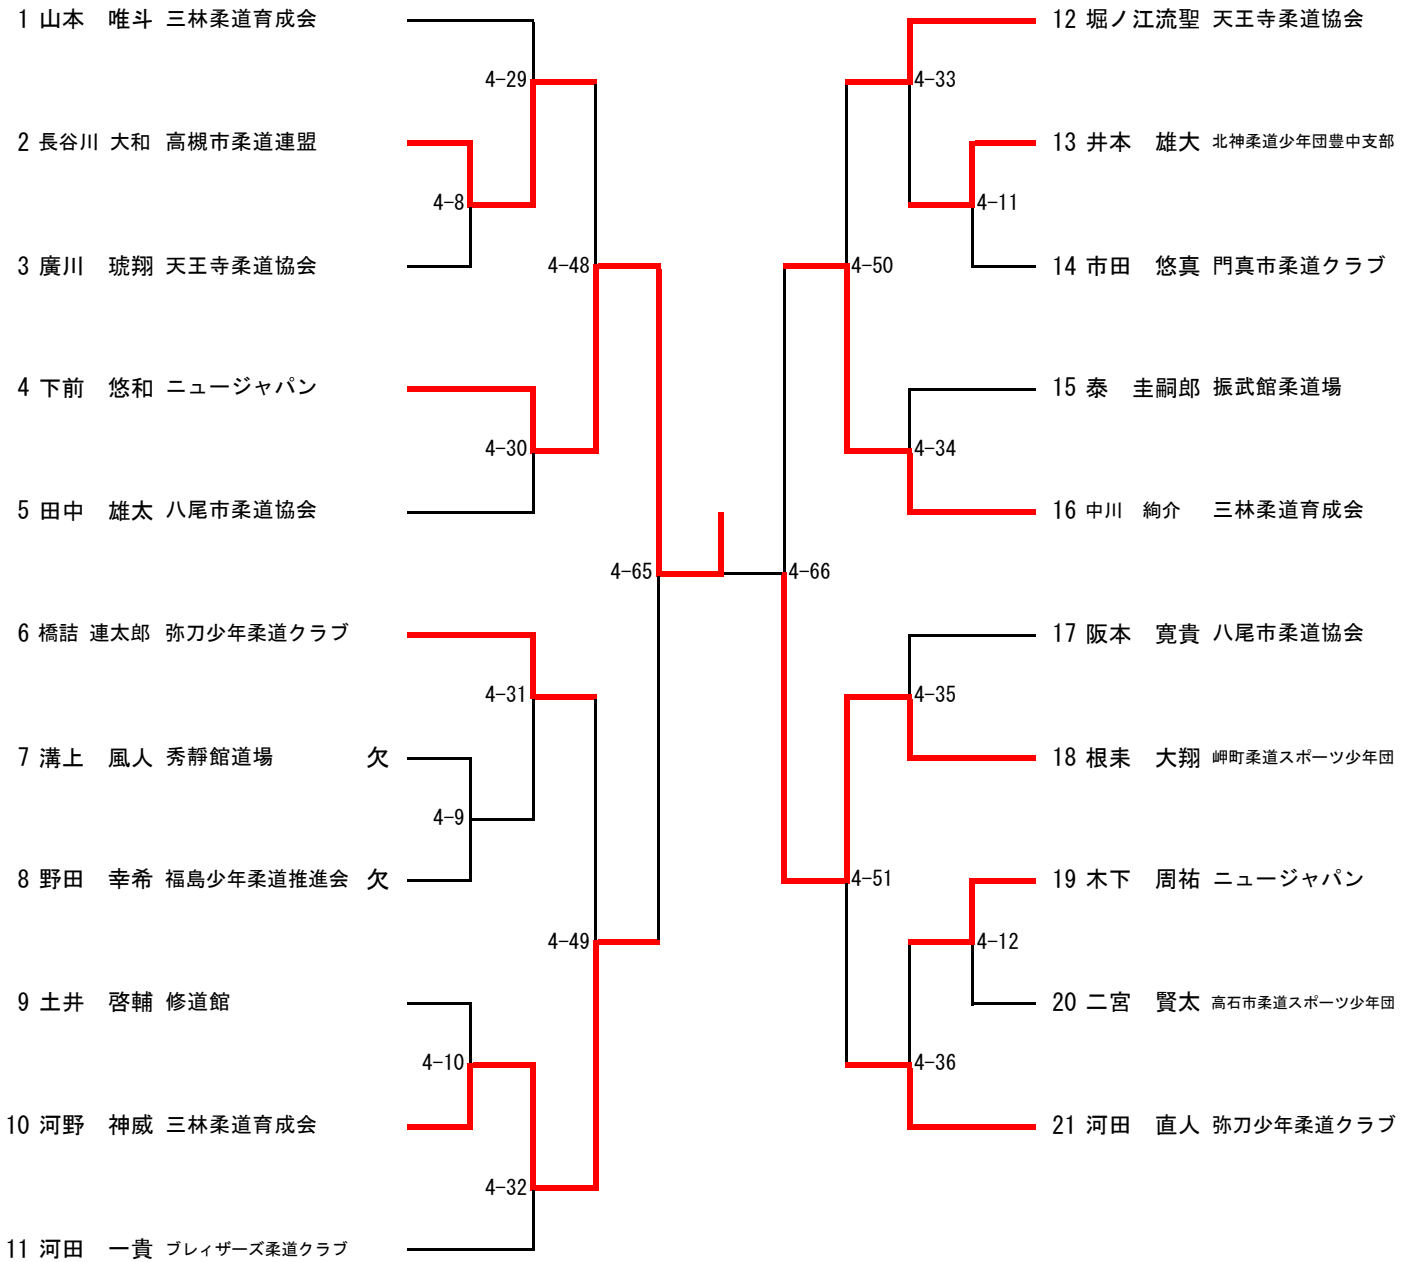 1 山本　唯斗 三林柔道育成会
4-29
2 長谷川 大和 高槻市柔道連盟
4-8
3 廣川　琥翔 天王寺柔道協会
4-48
4 下前　悠和 ニュージャパン
4-30
5 田中　雄太 八尾市柔道協会
4-65
6 橋詰 連太郎 弥刀少年柔道クラブ
4-31
7 溝上　風人 秀靜館道場 欠
4-9
8 野田　幸希 福島少年柔道推進会 欠
4-49
9 土井　啓輔 修道館
4-10
10 河野　神威 三林柔道育成会
4-32
11 河田　一貴 ブレィザーズ柔道クラブ
12 堀ノ江流聖 天王寺柔道協会
4-33
13 井本　雄大 北神柔道少年団豊中支部
4-11
14 市田　悠真 門真市柔道クラブ
4-50
15 泰　圭嗣郎 振武館柔道場
4-34
16 中川　絢介 三林柔道育成会
4-66
17 阪本　寛貴 八尾市柔道協会
4-35
18 根耒　大翔 岬町柔道スポーツ少年団
4-51
19 木下　周祐 ニュージャパン
4-12
20 二宮　賢太 高石市柔道スポーツ少年団
4-36
21 河田　直人 弥刀少年柔道クラブ